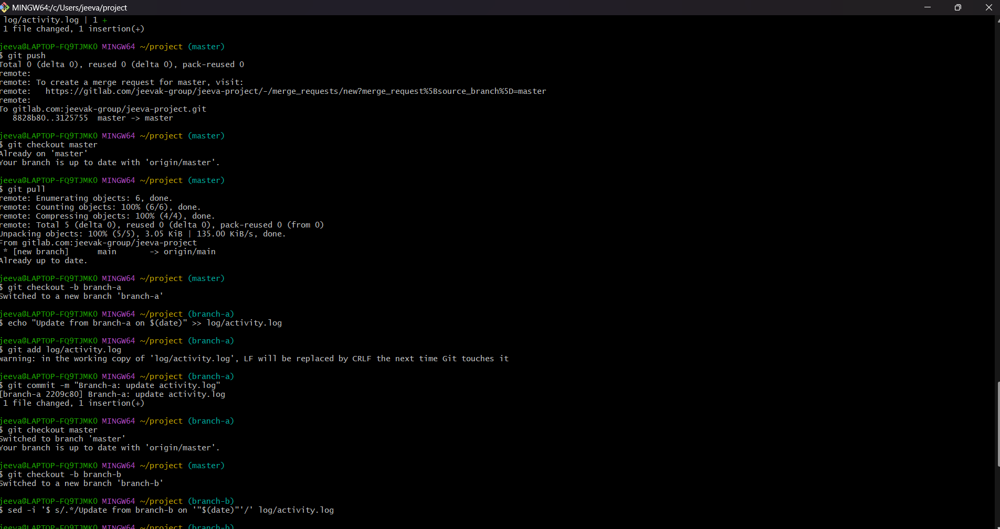 MINGW64:/c/Users/jeeva/project
log/activity.log | 1 +
1 file changed, 1 insertion(+)
jeeva@LAPTOP-FQ9TJMKO MINGW64 ~/project (master)
$ git push
Total 0 (delta 0), reused 0 (delta 0), pack-reused 0
remote:
remote: To create a merge request for master, visit:
remote:   https://gitlab.com/jeevak-group/jeeva-project/-/merge_requests/new?merge_request%5Bsource_branch%5D=master
remote:
To gitlab.com:jeevak-group/jeeva-project.git
8828b80..3125755  master -> master
jeeva@LAPTOP-FQ9TJMKO MINGW64 ~/project (master)
$ git checkout master
Already on 'master'
Your branch is up to date with 'origin/master'.
jeeva@LAPTOP-FQ9TJMKO MINGW64 ~/project (master)
$ git pull
remote: Enumerating objects: 6, done.
remote: Counting objects: 100% (6/6), done.
remote: Compressing objects: 100% (4/4), done.
remote: Total 5 (delta 0), reused 0 (delta 0), pack-reused 0 (from 0)
Unpacking objects: 100% (5/5), 3.05 KiB | 135.00 KiB/s, done.
From gitlab.com:jeevak-group/jeeva-project
* [new branch]      main       -> origin/main
Already up to date.
jeeva@LAPTOP-FQ9TJMKO MINGW64 ~/project (master)
$ git checkout -b branch-a
Switched to a new branch 'branch-a'
jeeva@LAPTOP-FQ9TJMKO MINGW64 ~/project (branch-a)
$ echo "Update from branch-a on $(date)" >> log/activity.log
jeeva@LAPTOP-FQ9TJMKO MINGW64 ~/project (branch-a)
$ git add log/activity.log
warning: in the working copy of 'log/activity.log', LF will be replaced by CRLF the next time Git touches it
jeeva@LAPTOP-FQ9TJMKO MINGW64 ~/project (branch-a)
$ git commit -m "Branch-a: update activity.log"
[branch-a 2209c80] Branch-a: update activity.log
1 file changed, 1 insertion(+)
jeeva@LAPTOP-FQ9TJMKO MINGW64 ~/project (branch-a)
$ git checkout master
Switched to branch 'master'
Your branch is up to date with 'origin/master'.
jeeva@LAPTOP-FQ9TJMKO MINGW64 ~/project (master)
$ git checkout -b branch-b
Switched to a new branch 'branch-b'
jeeva@LAPTOP-FQ9TJMKO MINGW64 ~/project (branch-b)
$ sed -i '$ s/.*/Update from branch-b on '"$(date)"'/' log/activity.log
jeeva@LAPTOP-FQ9TJMKO MINGW64 ~/project (branch-b)